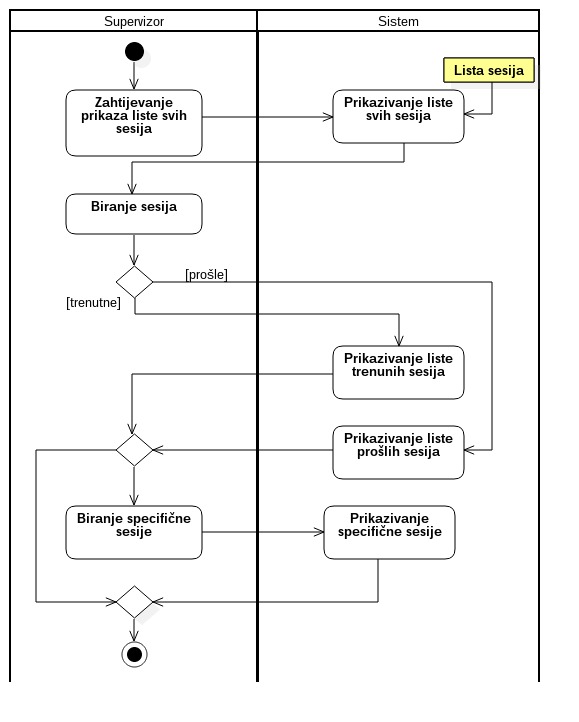 Supervizor
Sistem
Lista sesija
Zahtijevanje
prikaza liste svih
sesija
Prikazivanje liste
svih sesija
Biranje sesija
[prošle]
[trenutne]
Prikazivanje liste
trenunih sesija
Prikazivanje liste
prošlih sesija
Biranje specifične
sesije
Prikazivanje
specifične sesije